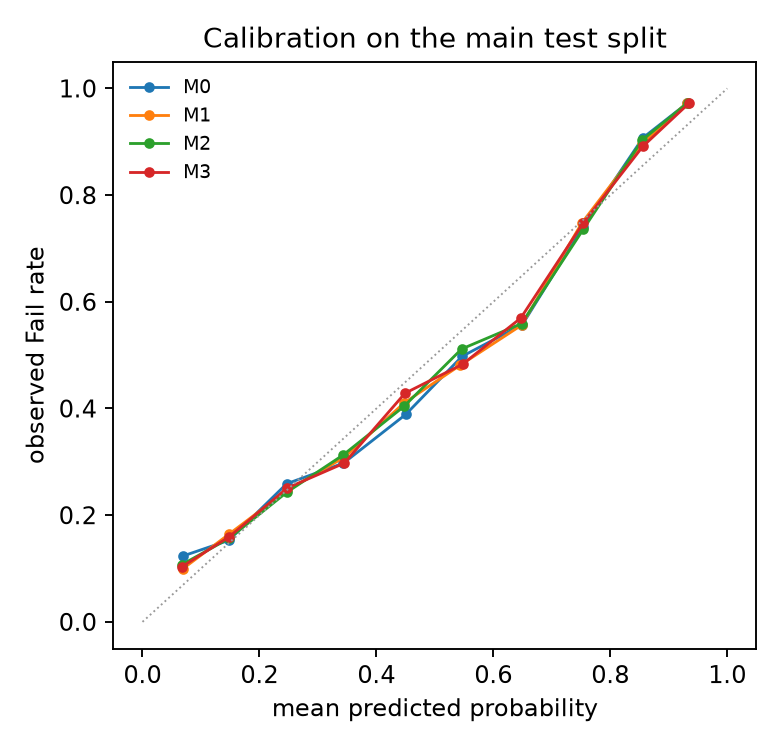 Calibration on the main test split
1.0
0.8
0.6
0.4
0.2
0.0
observed Fail rate
M0
M1
M2
M3
0.0 0.2 0.4 0.6 0.8 1.0
mean predicted probability